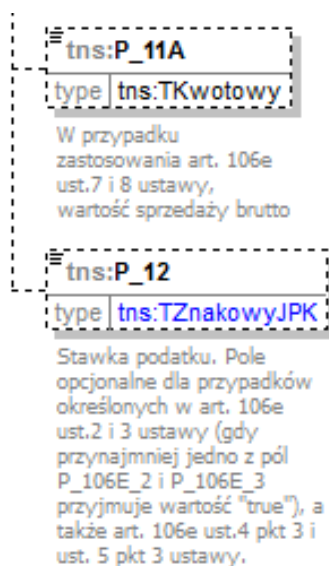 tns:P_11A
type tns:TKwotowy
W przypadku
zastosowania art. 106e
ust.7 i 8 ustawy,
wartość sprzedaży brutto
tns:P_12
type tns:TZnakowyJPK
Stawka podatku. Pole
opcjonalne dla przypadków
określonych w art. 106e
ust.2 i 3 ustawy (gdy
przynajmniej jedno z pól
P_106E_2 i P_106E_3
przyjmuje wartość "true"), a
także art. 106e ust.4 pkt 3 i
ust. 5 pkt 3 ustawy.